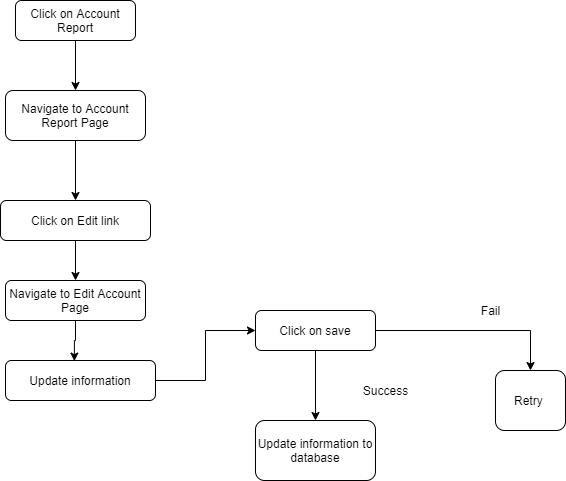 Click on Account
Report
Navigate to Account
Report Page
Click on Edit link
Navigate to Edit Account
Page
Update information
Click on save
Fail
Success
Retry
Update information to
database